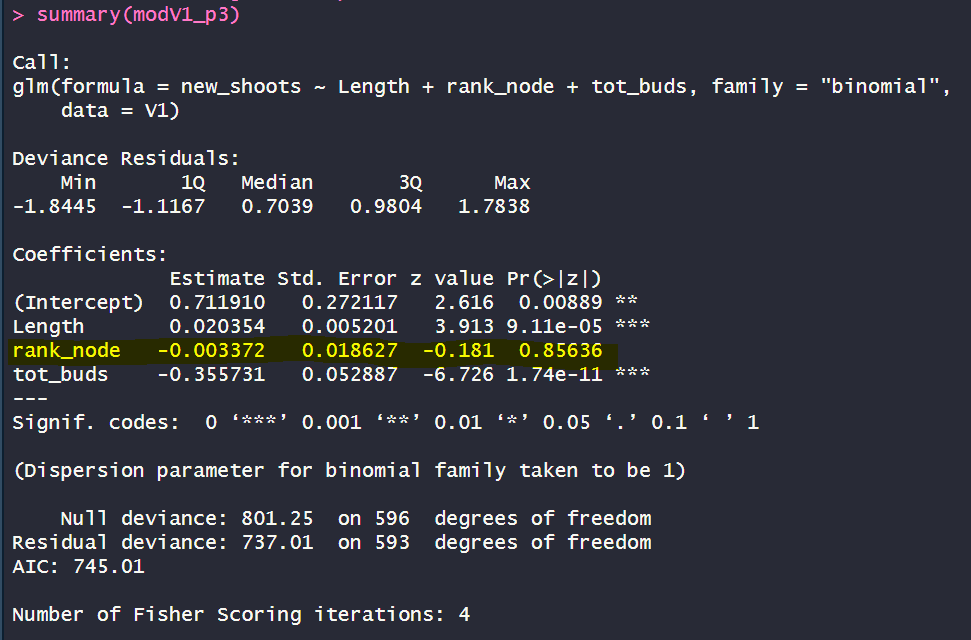 > summary(modV1_p3)

Call:
glm(formula = new_shoots ~ Length + rank_node + tot_buds, family = "binomial",
    data = V1)

Deviance Residuals:
    Min       1Q   Median       3Q      Max
-1.8445  -1.1167   0.7039   0.9804   1.7838

Coefficients:
             Estimate Std. Error z value Pr(>|z|)
(Intercept)  0.711910   0.272117   2.616  0.00889 **
Length       0.020354   0.005201   3.913 9.11e-05 ***
rank_node   -0.003372   0.018627  -0.181  0.85636
tot_buds    -0.355731   0.052887  -6.726 1.74e-11 ***
---
Signif. codes:  0 ‘***’ 0.001 ‘**’ 0.01 ‘*’ 0.05 ‘.’ 0.1 ‘ ’ 1

(Dispersion parameter for binomial family taken to be 1)

    Null deviance: 801.25  on 596  degrees of freedom
Residual deviance: 737.01  on 593  degrees of freedom
AIC: 745.01

Number of Fisher Scoring iterations: 4